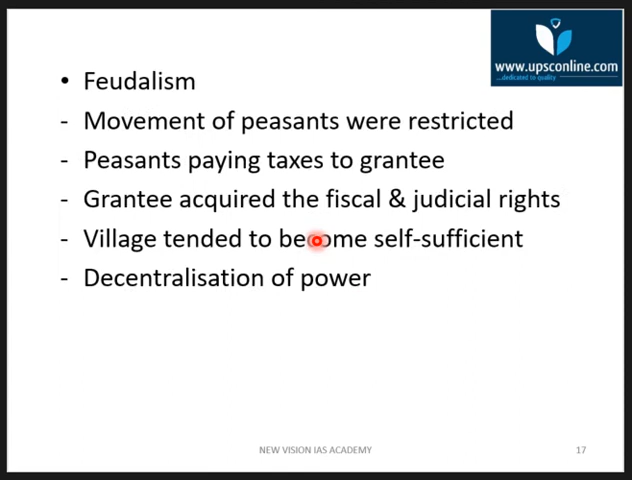 www.upsconline.com
...dedicated to quality
• Feudalism
- Movement of peasants were restricted
- Peasants paying taxes to grantee
- Grantee acquired the fiscal & judicial rights
- Village tended to become self-sufficient
- Decentralisation of power
NEW VISION IAS ACADEMY
17